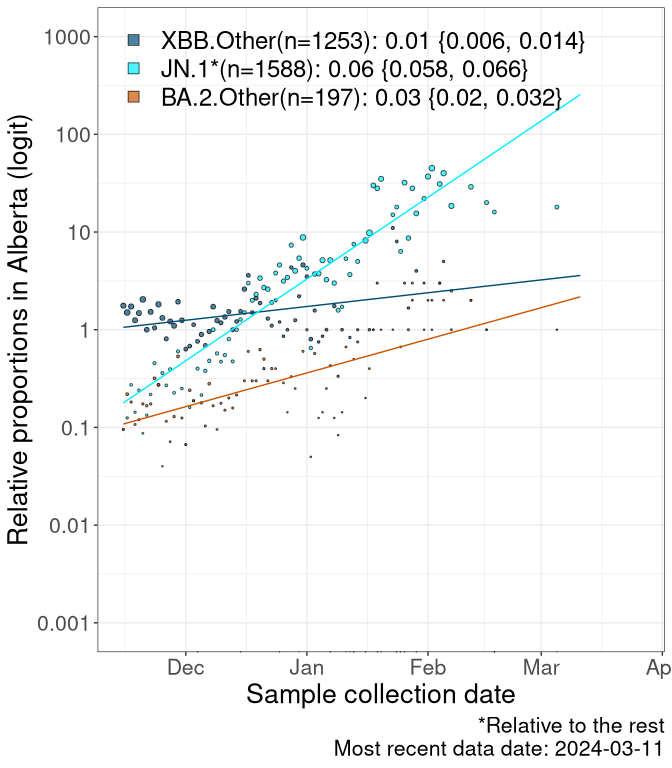 XBB.Other(n=1253): 0.01 {0.006, 0.014}
JN.1*(n=1588): 0.06 {0.058, 0.066}
BA.2.Other(n=197): 0.03 {0.02, 0.032}
Relative proportions in Alberta (logit)
1000
100
10
1
0.1
0.01
0.001
Dec Jan Feb Mar Ap
Sample collection date
*Relative to the rest
Most recent data date: 2024-03-11